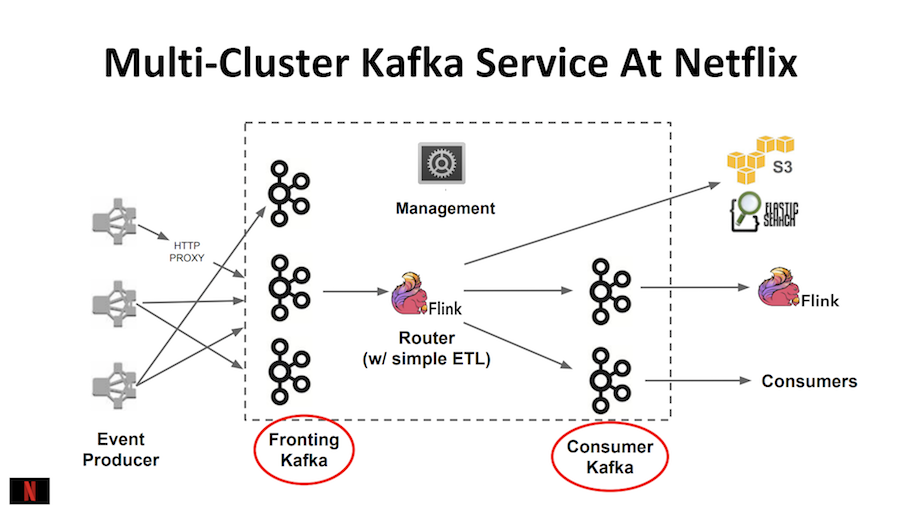 Multi-Cluster Kafka Service At Netflix
S3
Management
ELASTIC
SEARCH
HTTP
PROXY
Flink
Flink
Router
(w/ simple ETL)
Consumers
Event
Producer
Fronting
Kafka
Consumer
Kafka
N